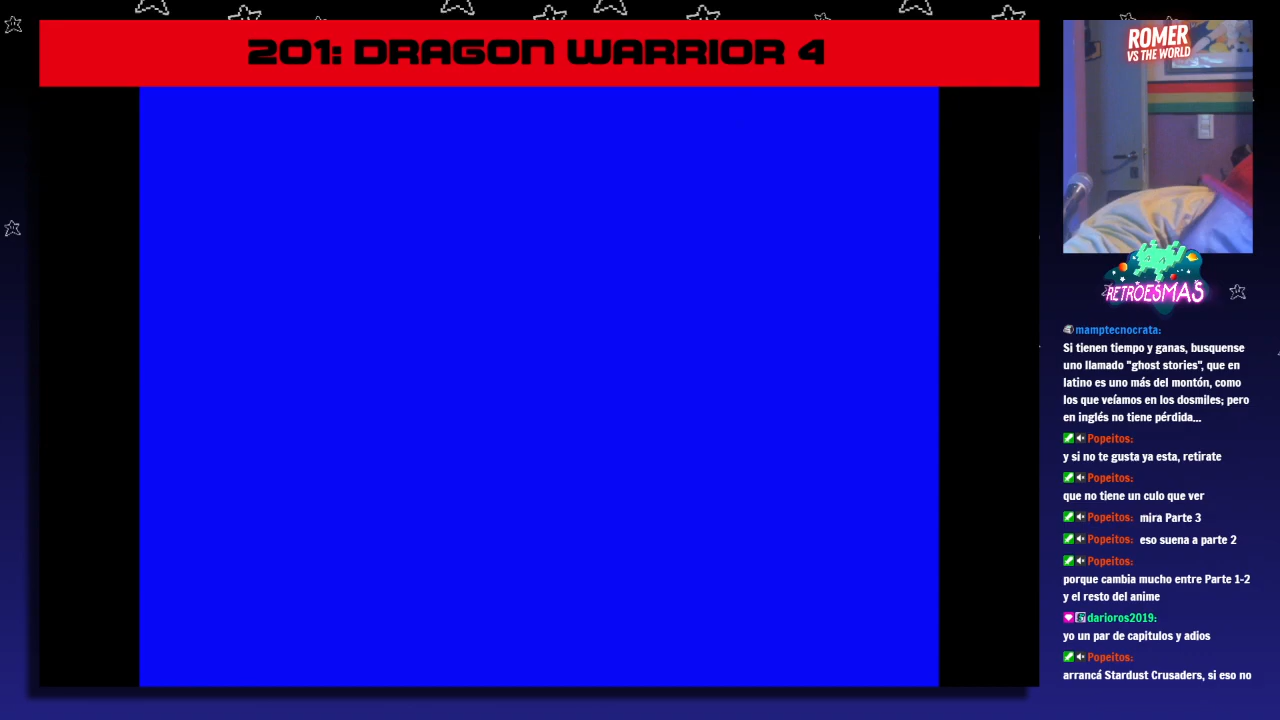 201: DRAGON WARRIOR 4
ROMER
VS THE WORLD
RETROESMAS
mamptecnocrata:
Si tienen tiempo y ganas, busquense
uno llamado "ghost stories", que en
latino es uno más del montón, como
los que veíamos en los dosmiles; pero
en inglés no tiene pérdida...
Popeitos:
y si no te gusta ya esta, retirate
Popeitos:
que no tiene un culo que ver
Popeitos: mira Parte 3
Popeitos: eso suena a parte 2
Popeitos:
porque cambia mucho entre Parte 1-2
y el resto del anime
darioros2019:
yo un par de capitulos y adios
Popeitos:
arrancá Stardust Crusaders, si eso no